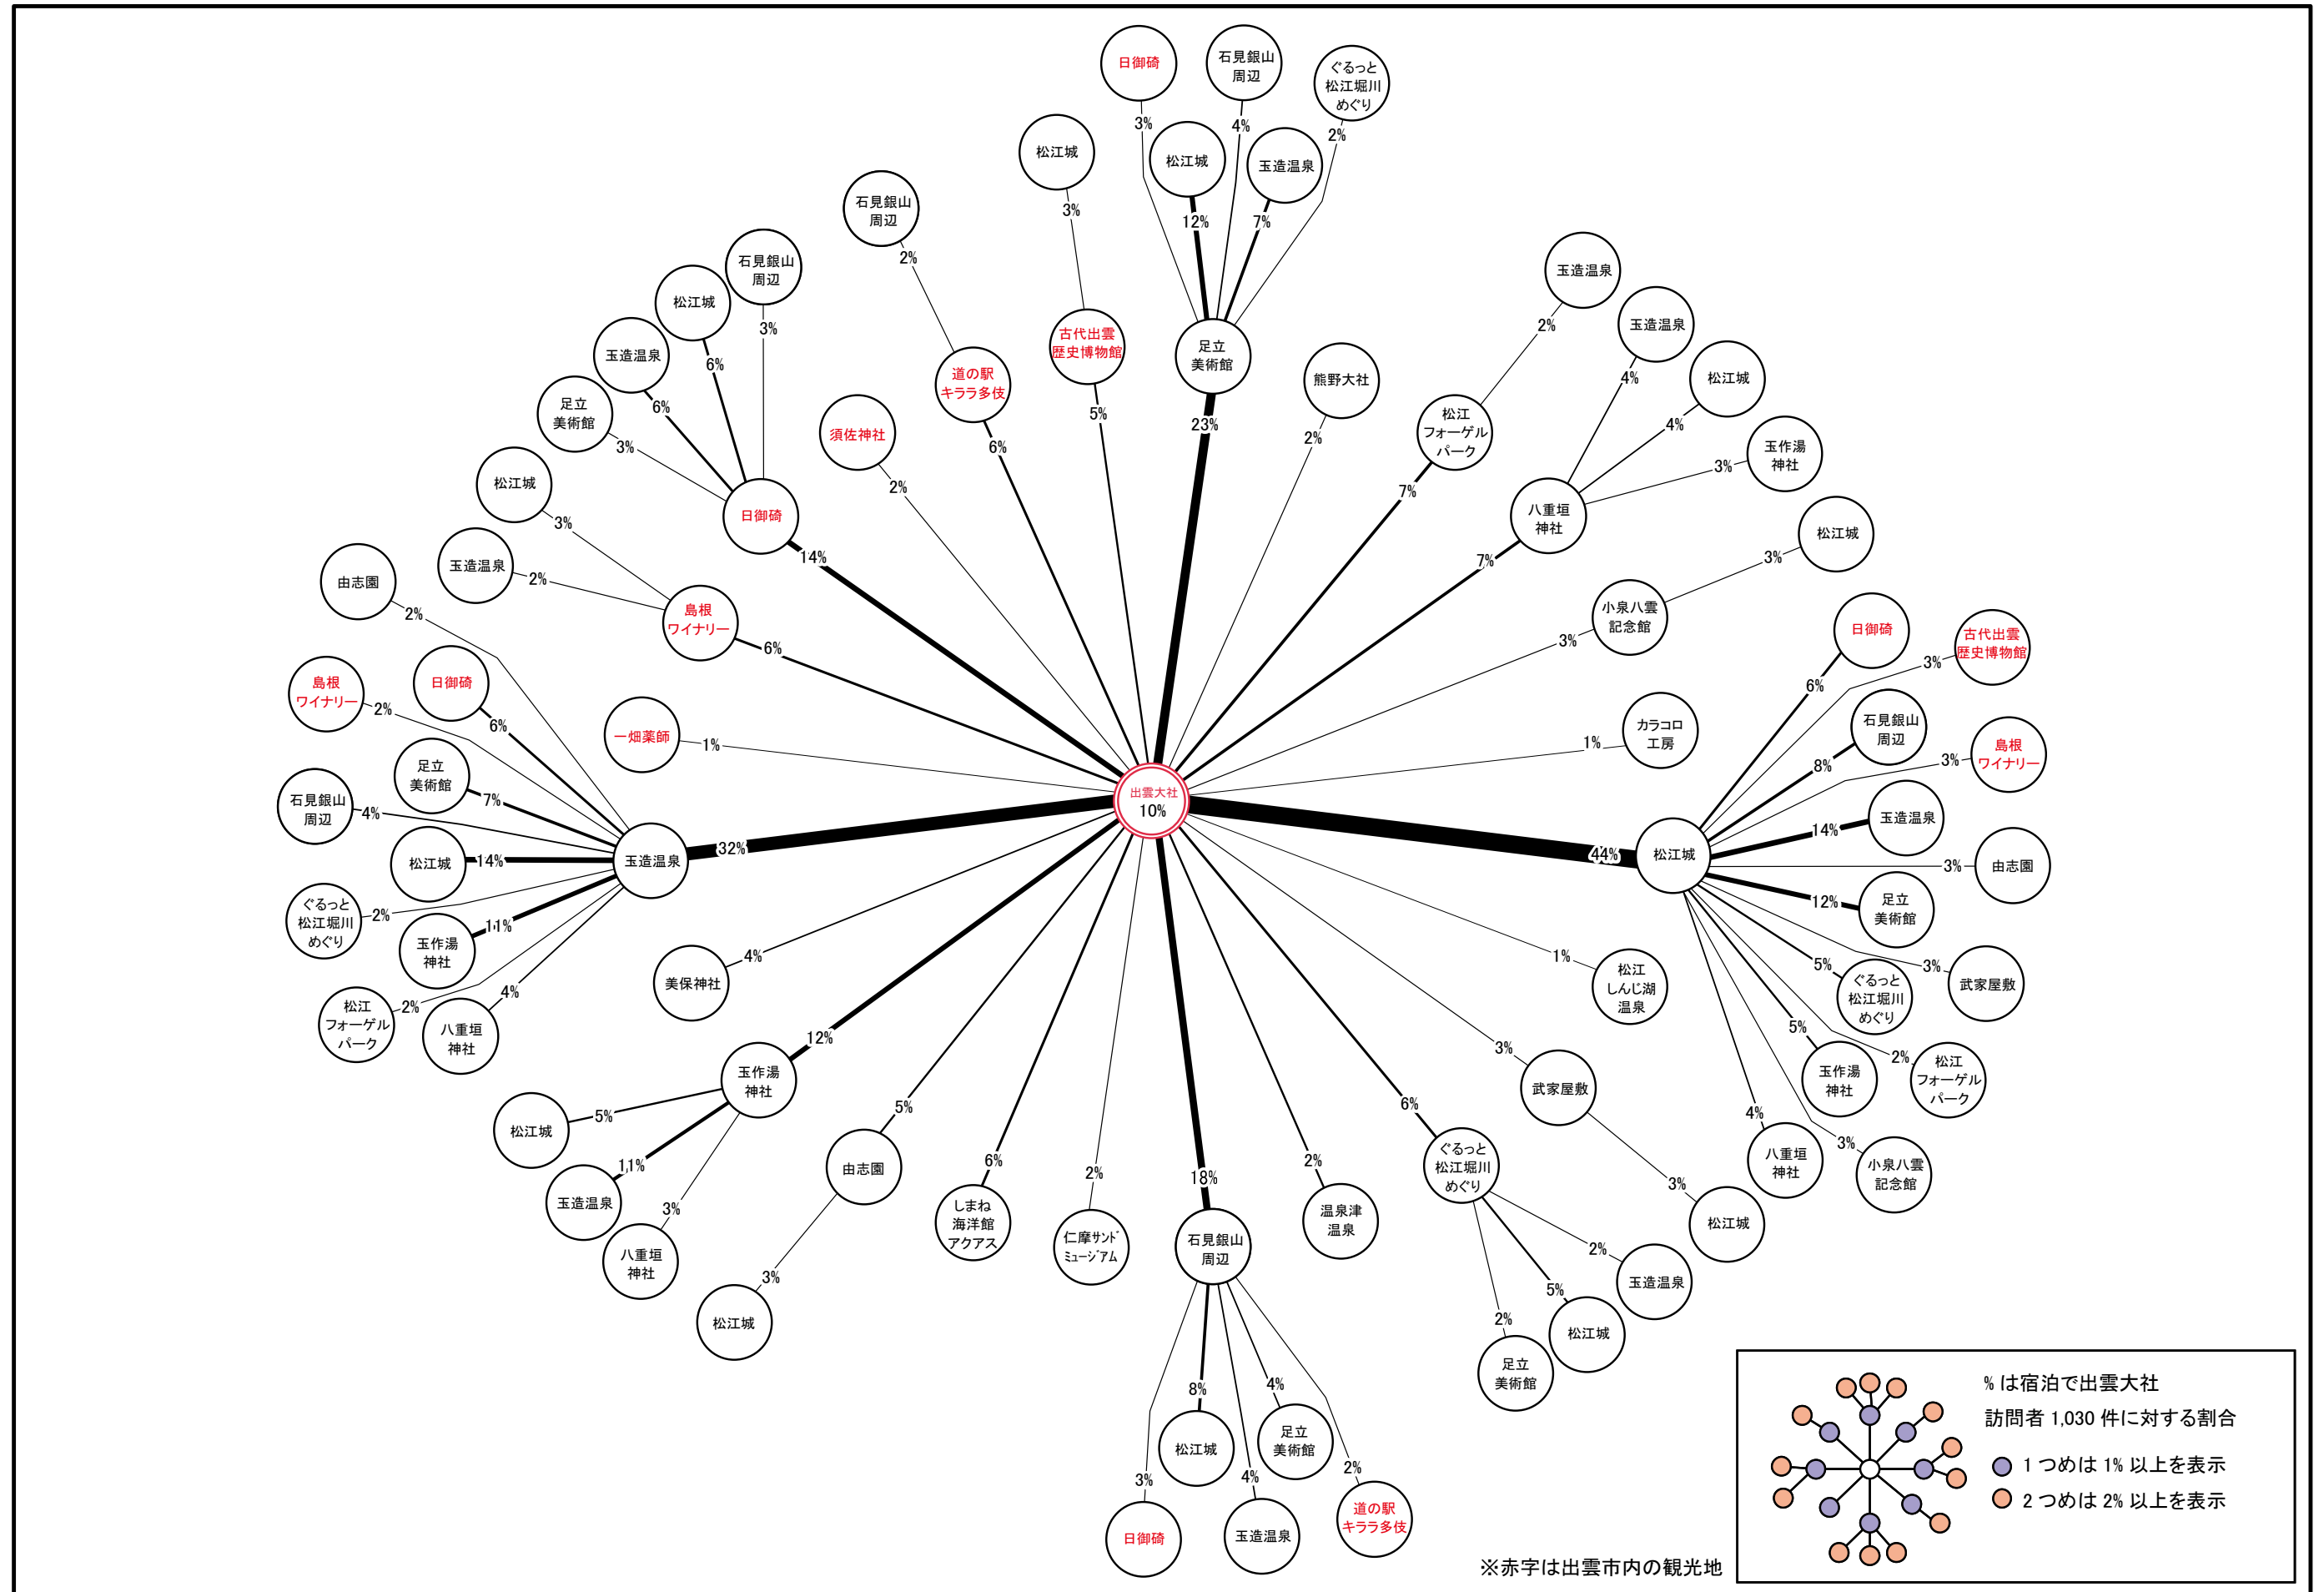 日御碕
石見銀山
周辺
ぐるっと
松江堀川
めぐり
3%
4%
2%
松江城
松江城
玉造温泉
3%
12%
7%
石見銀山
周辺
2%
石見銀山
周辺
松江城
玉造温泉
足立
美術館
3%
6%
6%
3%
日御碕
14%
須佐神社
2%
道の駅
キララ多伎
6%
古代出雲
歴史博物館
5%
足立
美術館
23%
熊野大社
2%
玉造温泉
2%
松江
フォーゲル
パーク
7%
玉造温泉
4%
松江城
4%
玉作湯
神社
3%
八重垣
神社
7%
松江城
3%
小泉八雲
記念館
3%
カラコロ
工房
1%
松江城
3%
玉造温泉
2%
島根
ワイナリー
6%
一畑薬師
1%
出雲大社
10%
由志園
2%
島根
ワイナリー
2%
日御碕
6%
足立
美術館
7%
石見銀山
周辺
4%
松江城
14%
ぐるっと
松江堀川
めぐり
2%
玉作湯
神社
11%
松江
フォーゲル
パーク
2%
八重垣
神社
4%
玉造温泉
32%
日御碕
6%
古代出雲
歴史博物館
3%
石見銀山
周辺
8%
島根
ワイナリー
3%
玉造温泉
14%
由志園
3%
足立
美術館
12%
武家屋敷
3%
ぐるっと
松江堀川
めぐり
5%
松江
フォーゲル
パーク
2%
玉作湯
神社
5%
小泉八雲
記念館
3%
八重垣
神社
4%
松江城
44%
松江
しんじ湖
温泉
1%
武家屋敷
3%
松江城
3%
ぐるっと
松江堀川
めぐり
6%
玉造温泉
2%
松江城
5%
足立
美術館
2%
温泉津
温泉
2%
石見銀山
周辺
18%
日御碕
3%
松江城
8%
玉造温泉
4%
足立
美術館
4%
道の駅
キララ多伎
2%
仁摩サンド
ミュージアム
2%
しまね
海洋館
アクアス
6%
由志園
5%
松江城
3%
玉作湯
神社
12%
松江城
5%
玉造温泉
11%
八重垣
神社
3%
美保神社
4%
%は宿泊で出雲大社
訪問者 1,030 件に対する割合
1 つめは 1% 以上を表示
2 つめは 2% 以上を表示
※赤字は出雲市内の観光地